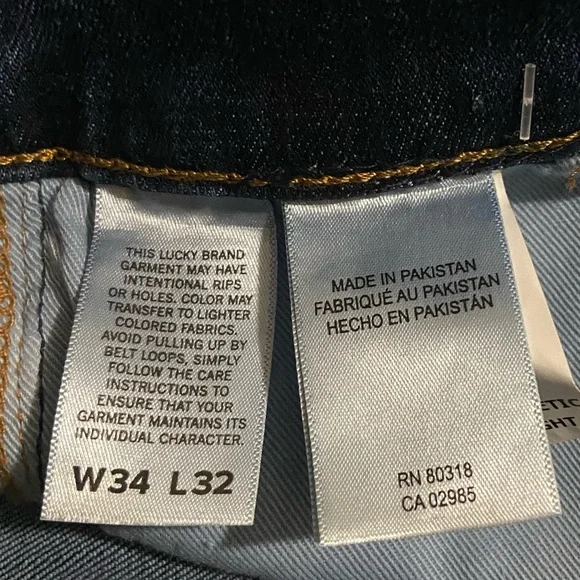 THIS LUCKY BRAND
GARMENT MAY HAVE
INTENTIONAL RIPS
OR HOLES. COLOR MAY
TRANSFER TO LIGHTER
COLORED FABRICS.
AVOID PULLING UP BY
BELT LOOPS, SIMPLY
FOLLOW THE CARE
INSTRUCTIONS TO
ENSURE THAT YOUR
GARMENT MAINTAINS ITS
INDIVIDUAL CHARACTER.
W34 L32
MADE IN PAKISTAN
FABRIQUÉ AU PAKISTAN
HECHO EN PAKISTÁN
RN 80318
CA 02985